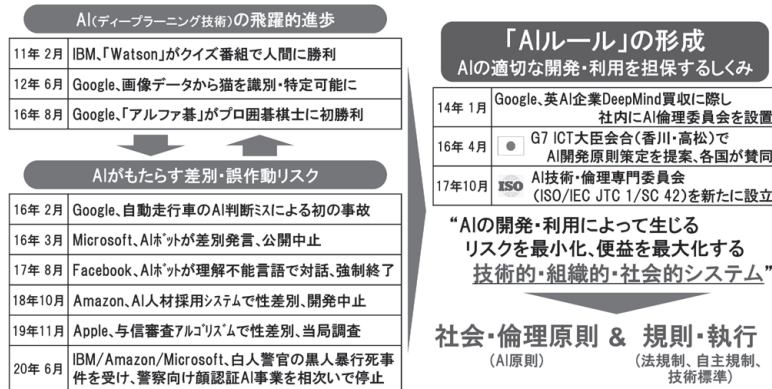 AI(ディープラーニング技術)の飛躍的進歩
11年 2月 IBM、「Watson」がクイズ番組で人間に勝利
12年 6月 Google、画像データから猫を識別・特定可能に
16年 8月 Google、「アルファ碁」がプロ囲碁棋士に初勝利
AIがもたらす差別・誤作動リスク
16年 2月 Google、自動走行車のAI判断ミスによる初の事故
16年 3月 Microsoft、AIボットが差別発言、公開中止
17年 8月 Facebook、AIボットが理解不能言語で対話、強制終了
18年10月 Amazon、AI人材採用システムで性差別、開発中止
19年11月 Apple、与信審査アルゴリズムで性差別、当局調査
20年 6月 IBM/Amazon/Microsoft、白人警官の黒人暴行死事
件を受け、警察向け顔認証AI事業を相次いで停止
「AIルール」の形成
AIの適切な開発・利用を担保するしくみ
14年 1月 Google、英AI企業DeepMind買収に際し
社内にAI倫理委員会を設置
16年 4月 G7 ICT大臣会合(香川・高松)で
AI開発原則策定を提案、各国が賛同
17年10月 ISO AI技術・倫理専門委員会
(ISO/IEC JTC 1/SC 42)を新たに設立
“AIの開発・利用によって生じる
リスクを最小化、便益を最大化する
技術的・組織的・社会的システム”
社会・倫理原則 & 規則・執行
(AI原則) (法規制、自主規制、
技術標準)